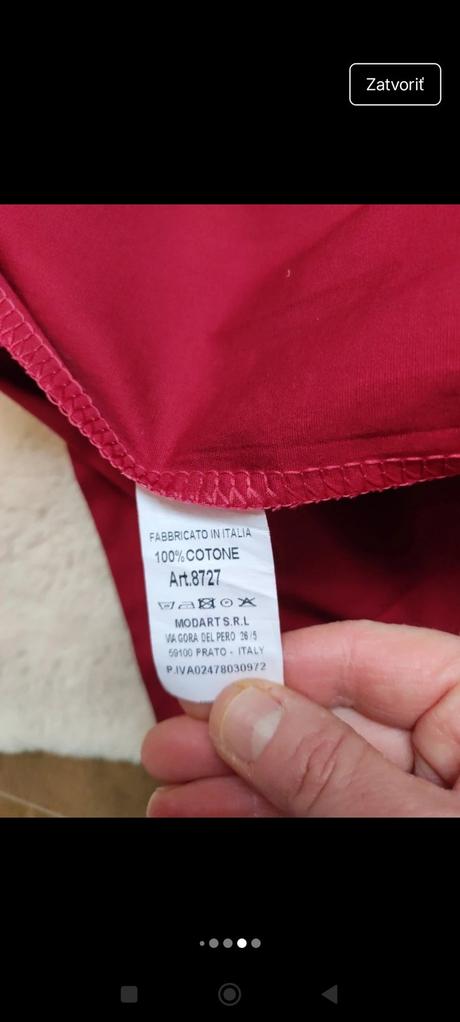 Zatvoriť
FABBRICATO IN ITALIA
100% COTONE
Art.8727
MODART S.R.L
VIA GORA DEL PERO 26/5
59100 PRATO - ITALY
P.IVA02478030972